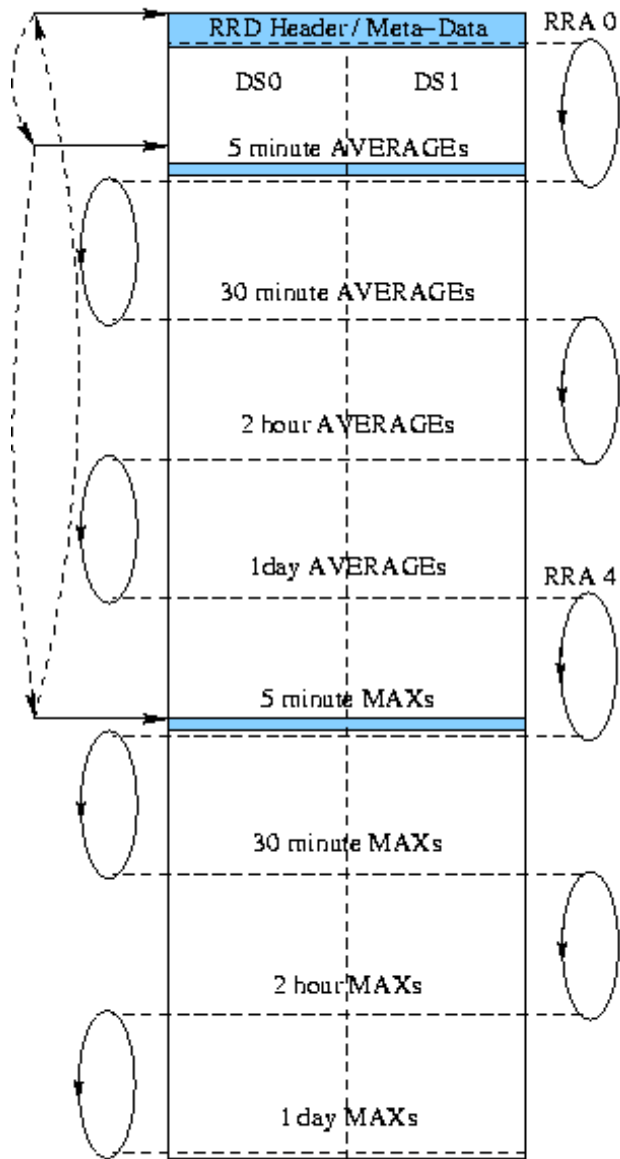 RRD Header / Meta-Data
RRA 0
DS0
DS1
5 minute AVERAGEs
30 minute AVERAGEs
2 hour AVERAGEs
1day AVERAGEs
RRA 4
5 minute MAXs
30 minute MAXs
2 hour MAXs
1 day MAXs